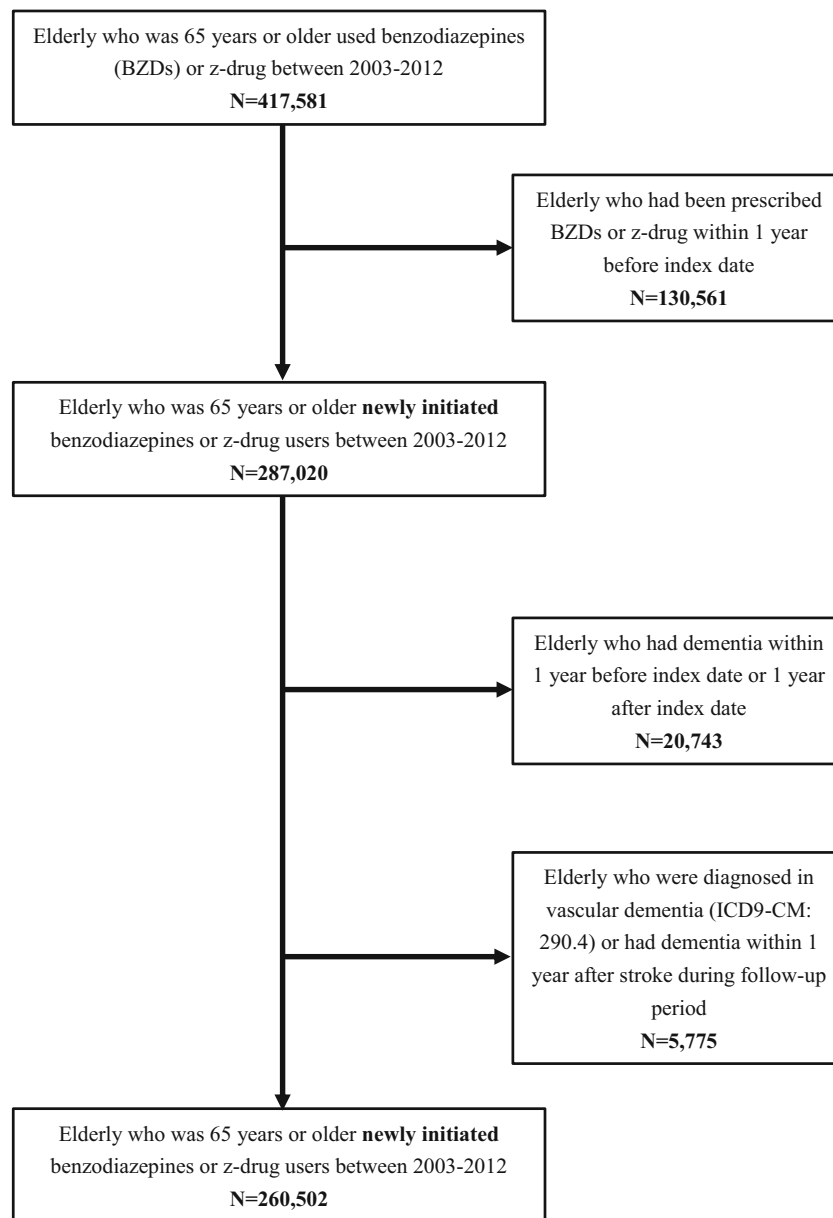 Elderly who was 65 years or older used benzodiazepines
(BZDs) or z-drug between 2003-2012
N=417,581
Elderly who had been prescribed
BZDs or z-drug within 1 year
before index date
N=130,561
Elderly who was 65 years or older newly initiated
benzodiazepines or z-drug users between 2003-2012
N=287,020
Elderly who had dementia within
1 year before index date or 1 year
after index date
N=20,743
Elderly who were diagnosed in
vascular dementia (ICD9-CM:
290.4) or had dementia within 1
year after stroke during follow-up
period
N=5,775
Elderly who was 65 years or older newly initiated
benzodiazepines or z-drug users between 2003-2012
N=260,502